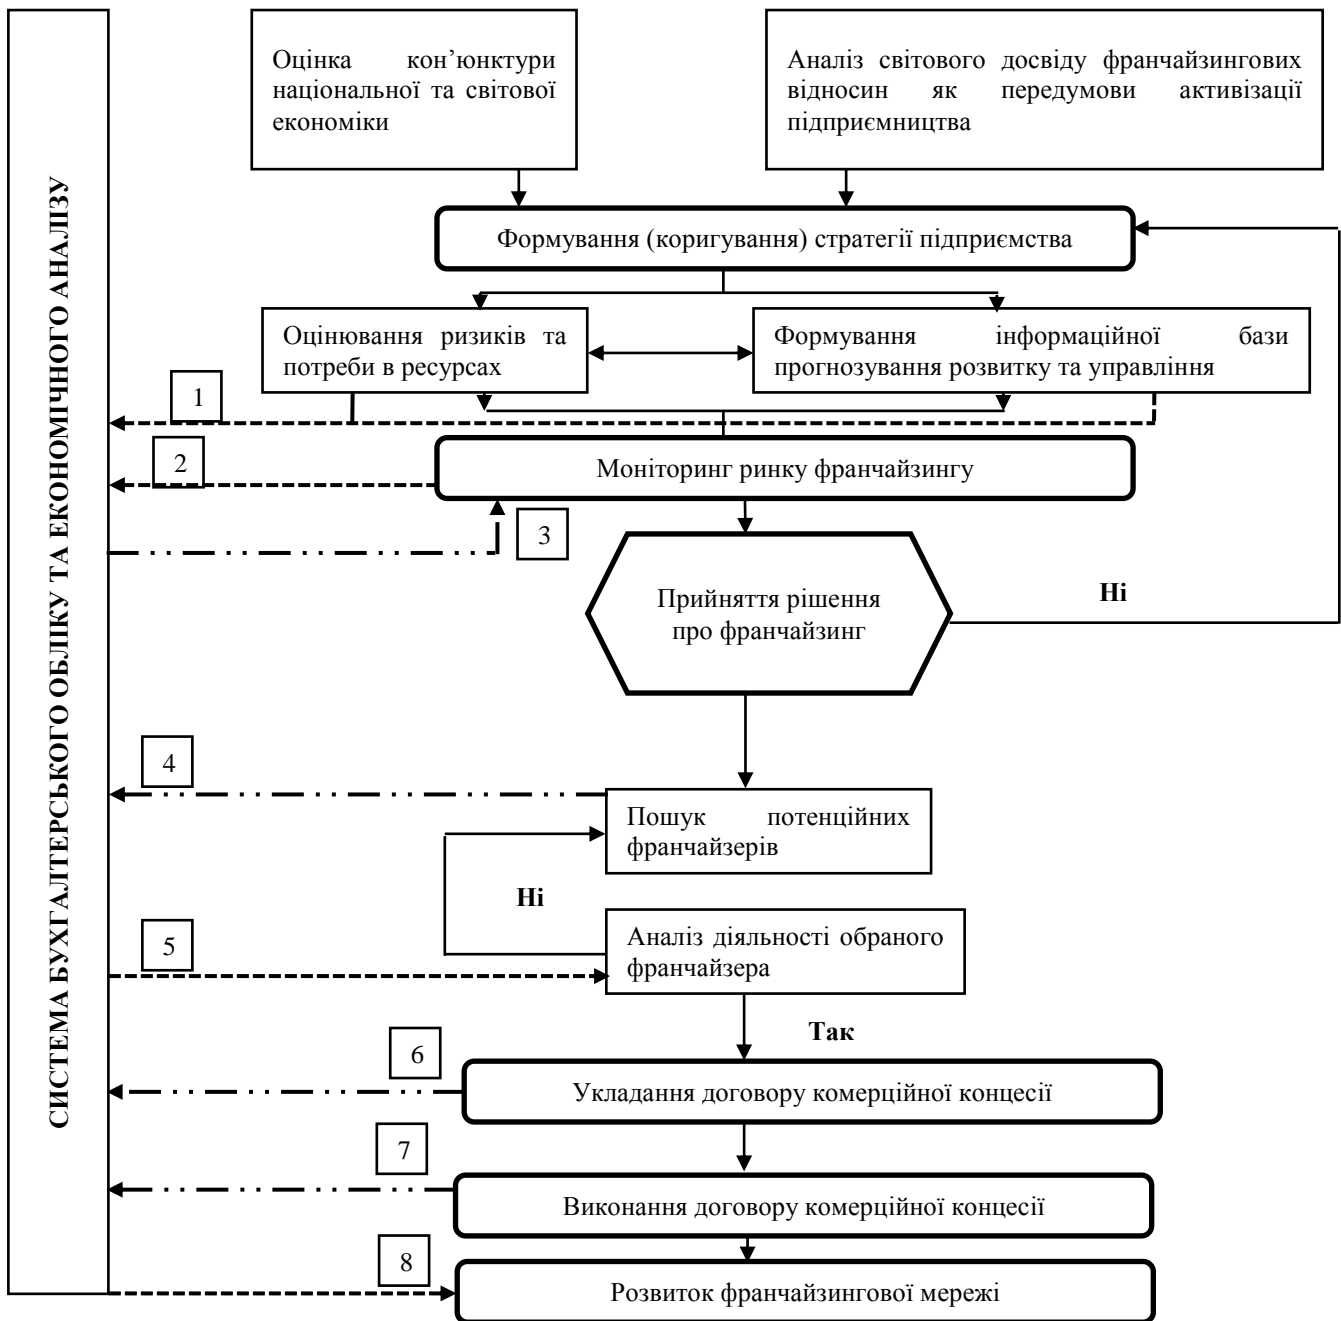 СИСТЕМА БУХГАЛТЕРСЬКОГО ОБЛІКУ ТА ЕКОНОМІЧНОГО АНАЛІЗУ
Оцінка кон’юнктури
національної та світової
економіки
Аналіз світового досвіду франчайзингових
відносин як передумови активізації
підприємництва
Формування (коригування) стратегії підприємства
Оцінювання ризиків та
потреби в ресурсах
Формування інформаційної бази
прогнозування розвитку та управління
1
2
Моніторинг ринку франчайзингу
3
Прийняття рішення
про франчайзинг
Ні
4
Пошук потенційних
франчайзерів
Ні
5
Аналіз діяльності обраного
франчайзера
Так
6
Укладання договору комерційної концесії
7
Виконання договору комерційної концесії
8
Розвиток франчайзингової мережі